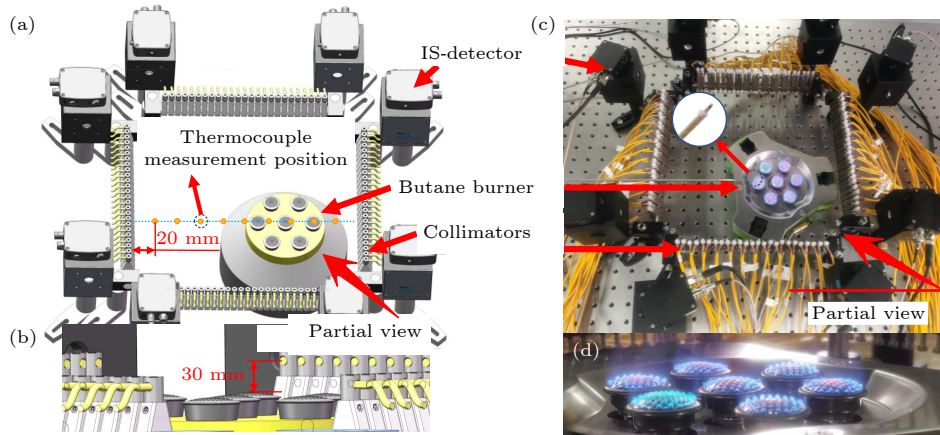 (a)
IS-detector
Thermocouple
measurement position
Butane burner
20 mm
Collimators
Partial view
(b)
30 mm
(c)
Partial view
(d)